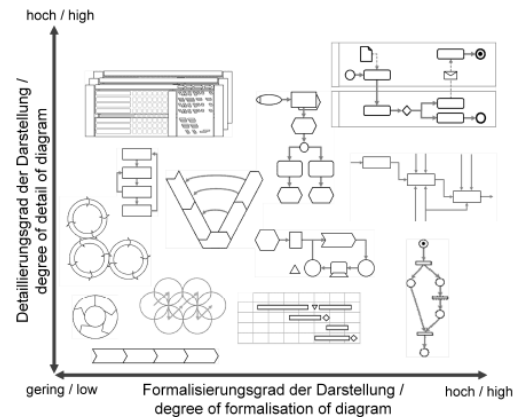 hoch / high
Detaillierungsgrad der Darstellung /
degree of detail of diagram
gering / low
Formalisierungsgrad der Darstellung /
degree of formalisation of diagram
hoch / high